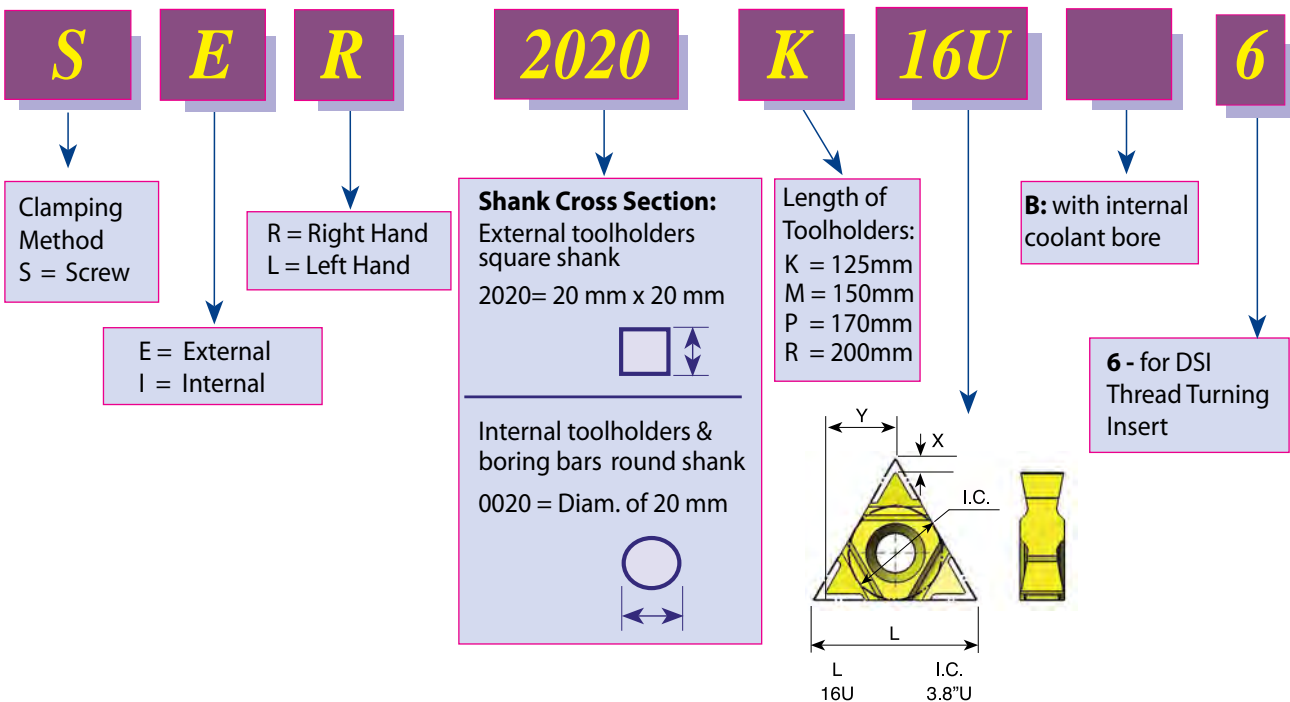 S E R 2020 K 16U 6
Clamping
Method
S = Screw
E = External
I = Internal
R = Right Hand
L = Left Hand
Shank Cross Section:
External toolholders
square shank
2020= 20 mm x 20 mm
Internal toolholders &
boring bars round shank
0020 = Diam. of 20 mm
Length of
Toolholders:
K = 125mm
M = 150mm
P = 170mm
R = 200mm
Y
X
I.C.
L
L I.C.
16U 3.8”U
B: with internal
coolant bore
6 - for DSI
Thread Turning
Insert